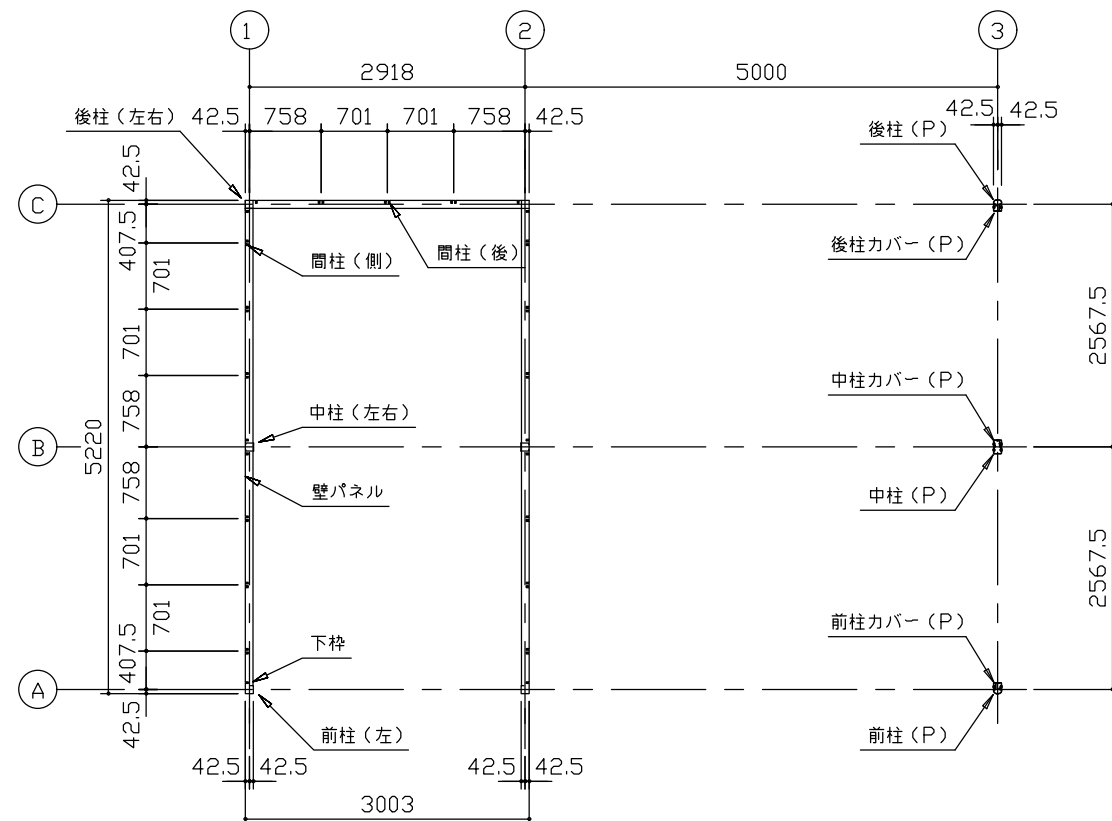 1
2
3
2918
5000
42.5
758
701
701
758
42.5
42.5
42.5
後柱（左右）
後柱（P）
C
42.5
407.5
701
701
758
758
701
701
407.5
42.5
5220
間柱（側）
間柱（後）
後柱カバー（P）
2567.5
中柱（左右）
中柱カバー（P）
B
壁パネル
中柱（P）
2567.5
下枠
前柱カバー（P）
A
前柱（左）
前柱（P）
42.5
42.5
42.5
42.5
3003